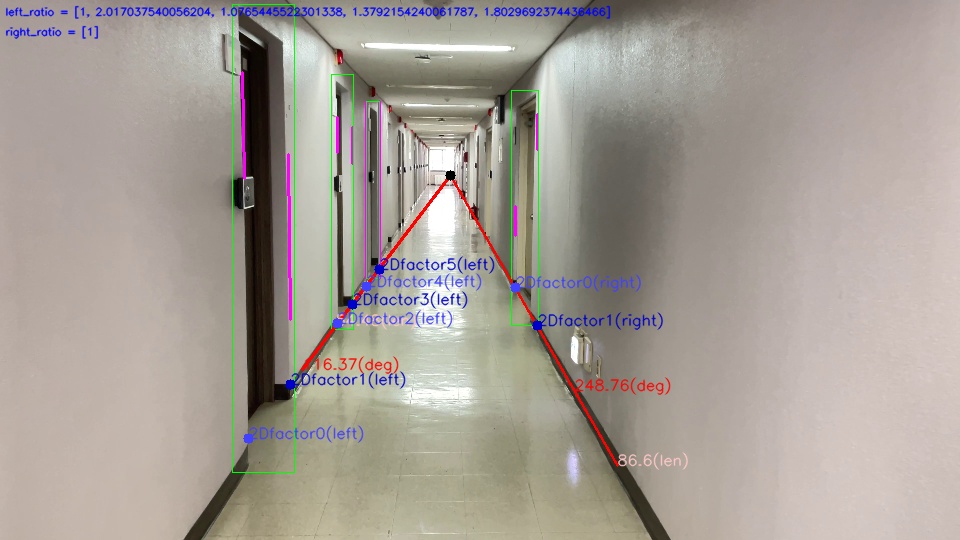 left_ratio = [1, 2.017037540056204, 1.0765445522301338, 1.3792154240061787, 1.8029692374436466]
right_ratio = [1]
2Dfactor5(left)
2Dfactor4(left)
2Dfactor0(right)
2Dfactor3(left)
2Dfactor2(left)
2Dfactor1(right)
16.37(deg)
2Dfactor1(left)
248.76(deg)
2Dfactor0(left)
86.6(len)